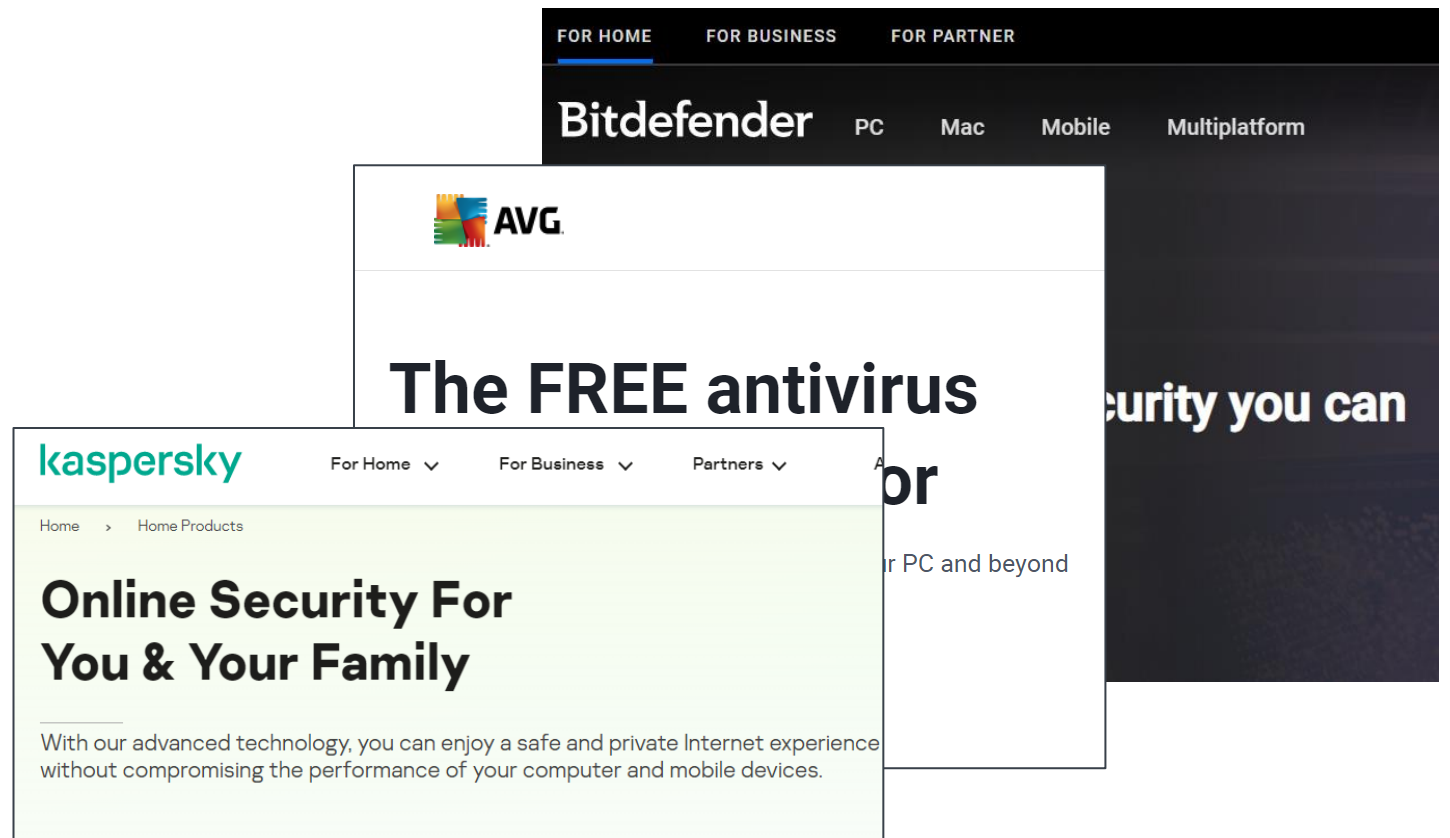 FOR HOME FOR BUSINESS FOR PARTNER
Bitdefender PC Mac Mobile Multiplatform
you can
AVG
The FREE antivirus
PC and beyond
kaspersky For Home For Business Partners
Home > Home Products
Online Security For
You & Your Family
With our advanced technology, you can enjoy a safe and private Internet experience
without compromising the performance of your computer and mobile devices.